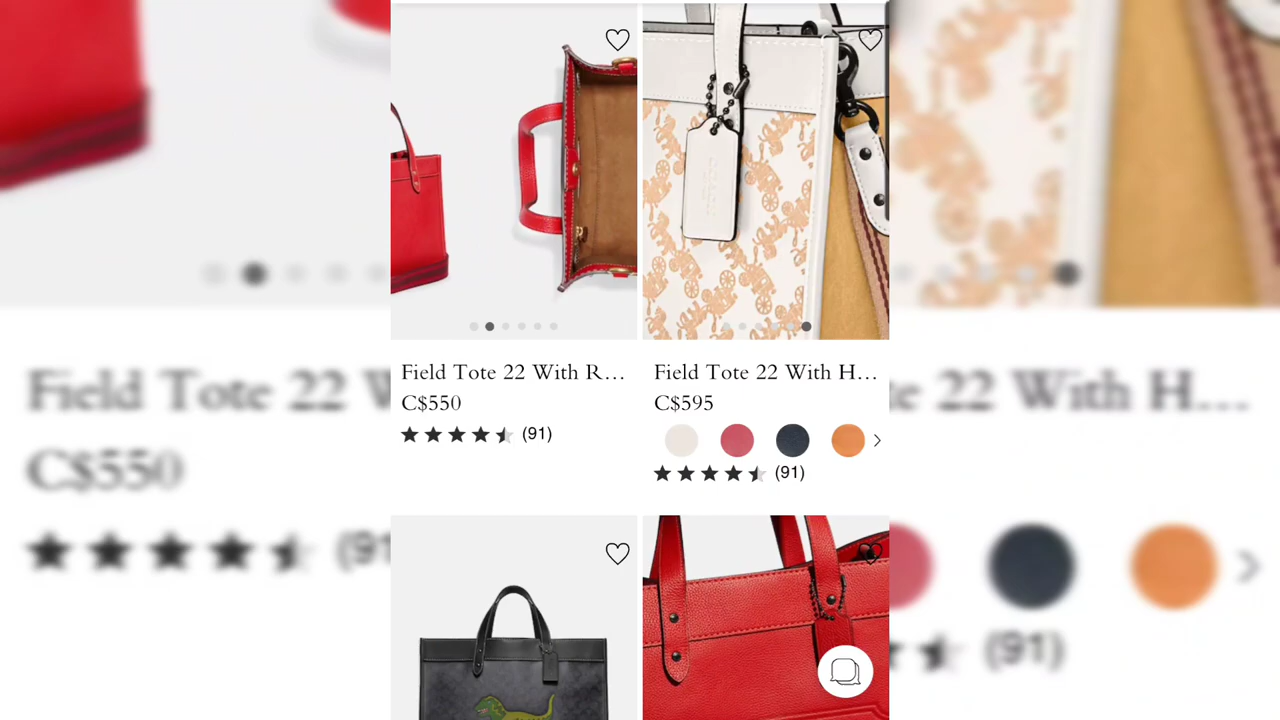 Field Tote 22 With R...
C$550
(91)
Field Tote 22 With H...
C$595
(91)